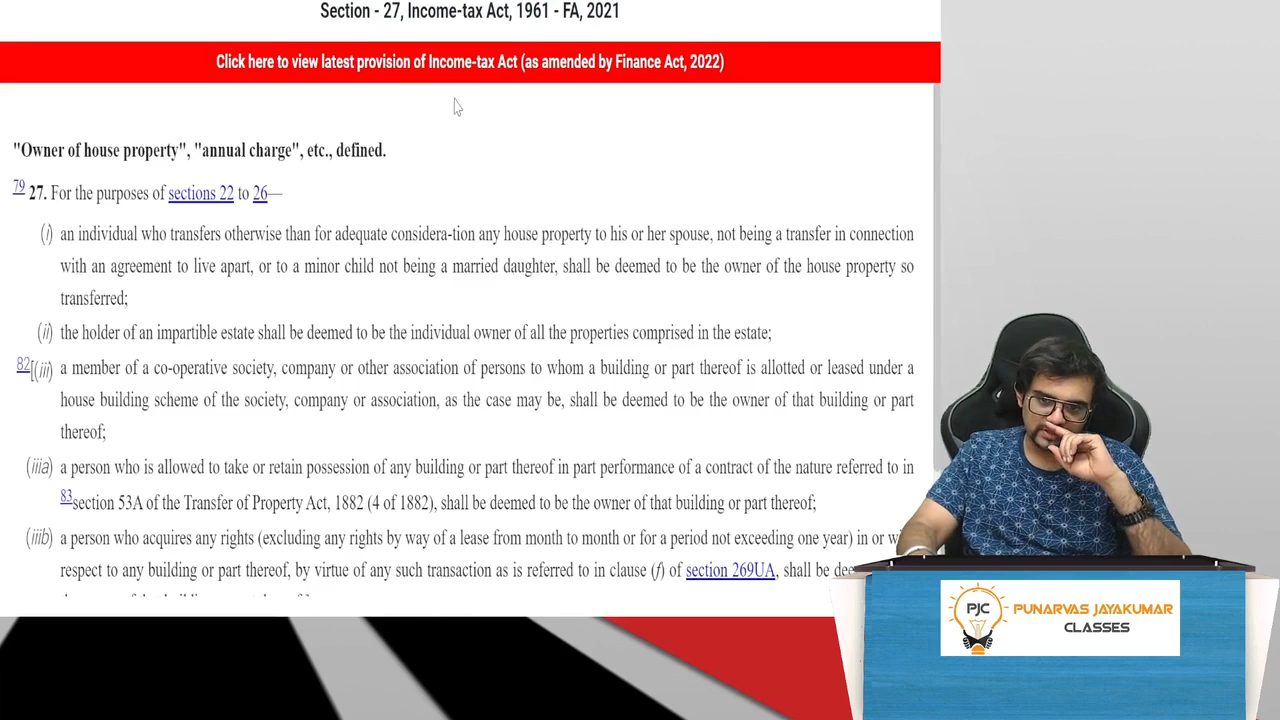 Section - 27, Income-tax Act, 1961 - FA, 2021
Click here to view latest provision of Income-tax Act (as amended by Finance Act, 2022)
"Owner of house property", "annual charge", etc., defined.
79 27. For the purposes of sections 22 to 26—
(i) an individual who transfers otherwise than for adequate considera-tion any house property to his or her spouse, not being a transfer in connection
with an agreement to live apart, or to a minor child not being a married daughter, shall be deemed to be the owner of the house property so
transferred;
(ii) the holder of an impartible estate shall be deemed to be the individual owner of all the properties comprised in the estate;
82[(iii) a member of a co-operative society, company or other association of persons to whom a building or part thereof is allotted or leased under a
house building scheme of the society, company or association, as the case may be, shall be deemed to be the owner of that building or part
thereof;
(iiia) a person who is allowed to take or retain possession of any building or part thereof in part performance of a contract of the nature referred to in
83section 53A of the Transfer of Property Act, 1882 (4 of 1882), shall be deemed to be the owner of that building or part thereof;
(iiib) a person who acquires any rights (excluding any rights by way of a lease from month to month or for a period not exceeding one year) in or
respect to any building or part thereof, by virtue of any such transaction as is referred to in clause (f) of section 269UA, shall be
PJC PUNARVAS JAYAKUMAR
CLASSES